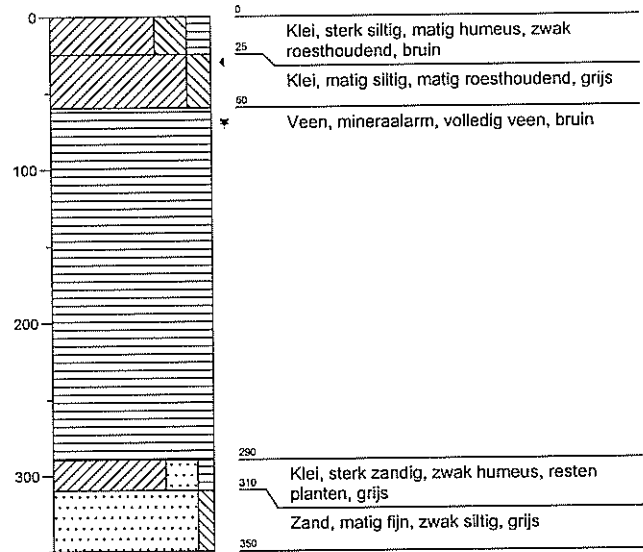 0
0
Klei, sterk siltig, matig humeus, zwak
roesthoudend, bruin
25
Klei, matig siltig, matig roesthoudend, grijs
60
Veen, mineraalarm, volledig veen, bruin
100
200
290
Klei, sterk zandig, zwak humeus, resten
planten, grijs
300
310
Zand, matig fijn, zwak siltig, grijs
350